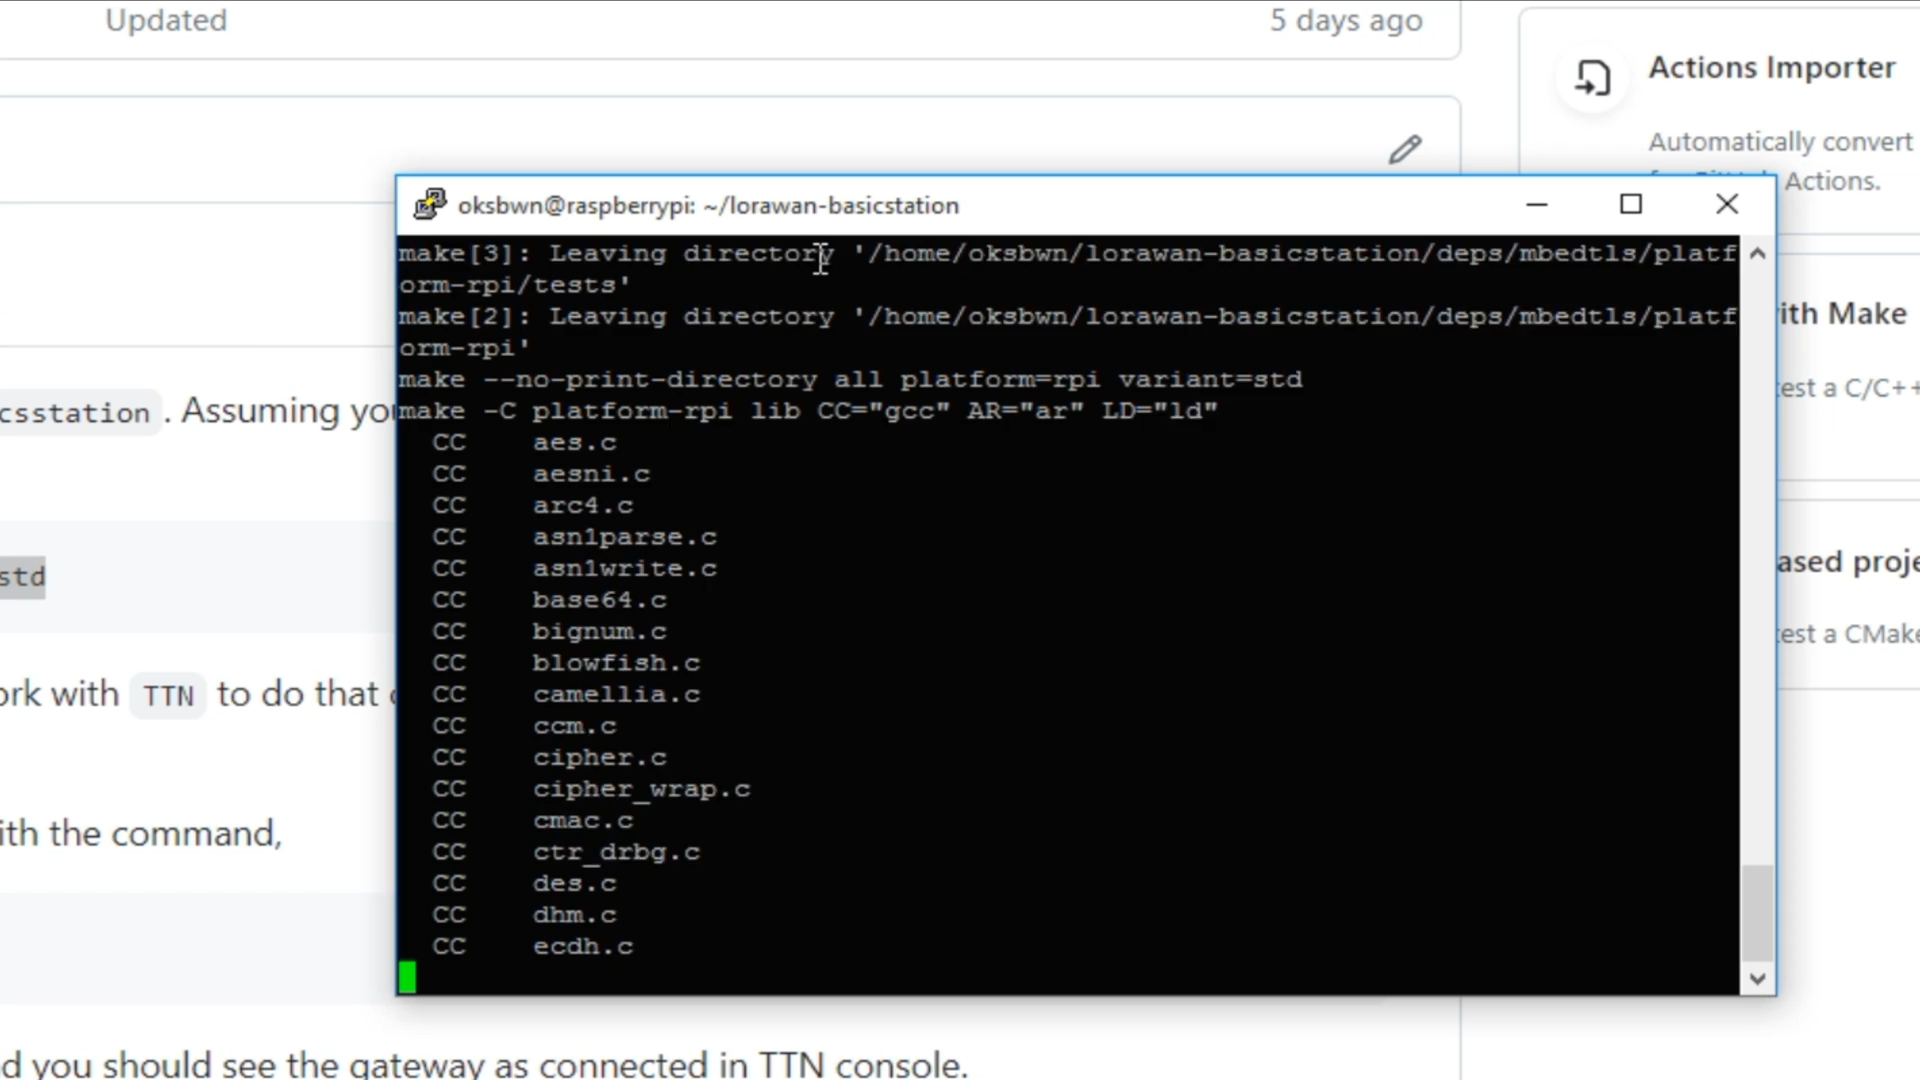 Updated
5 days ago
Actions Importer
Automatically convert
Actions.
oksbwn@raspberrypi: ~/lorawan-basicstation
make[3]: Leaving directory '/home/oksbwn/lorawan-basicstation/deps/mbedtls/platf
orm-rpi/tests'
make[2]: Leaving directory '/home/oksbwn/lorawan-basicstation/deps/mbedtls/platf
orm-rpi'
make --no-print-directory all platform=rpi variant=std
make -C platform-rpi lib CC="gcc" AR="ar" LD="ld"
CC aes.c
CC aesni.c
CC arc4.c
CC asn1parse.c
CC asn1write.c
CC base64.c
CC bignum.c
CC blowfish.c
CC camellia.c
CC ccm.c
CC cipher.c
CC cipher_wrap.c
CC cmac.c
CC ctr_drbg.c
CC des.c
CC dhm.c
CC ecdh.c
csstation. Assuming yo
std
ork with TTN to do that
ith the command,
d you should see the gateway as connected in TTN console.
ith Make
est a C/C++
ased proje
est a CMake